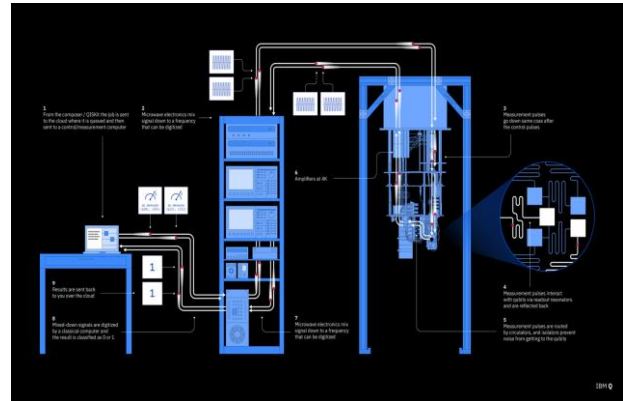 1
From the composer / QISKit the job is sent
to the cloud where it is queued and then
sent to a control/measurement computer
2
Microwave electronics mix
signal down to a frequency
that can be digitized
3
Measurement pulses
go down same coax after
the control pulses
6
Amplifiers at 4K
1
1
9
Results are sent back
to you over the cloud
8
Mixed-down signals are digitized
by a classical computer and
the result is classified as 0 or 1.
7
Microwave electronics mix
signal down to a frequency
that can be digitized
4
Measurement pulses interact
with qubits via readout resonators
and are reflected back
5
Measurement pulses are routed
by circulators, and isolators prevent
noise from getting to the qubits
IBM Q